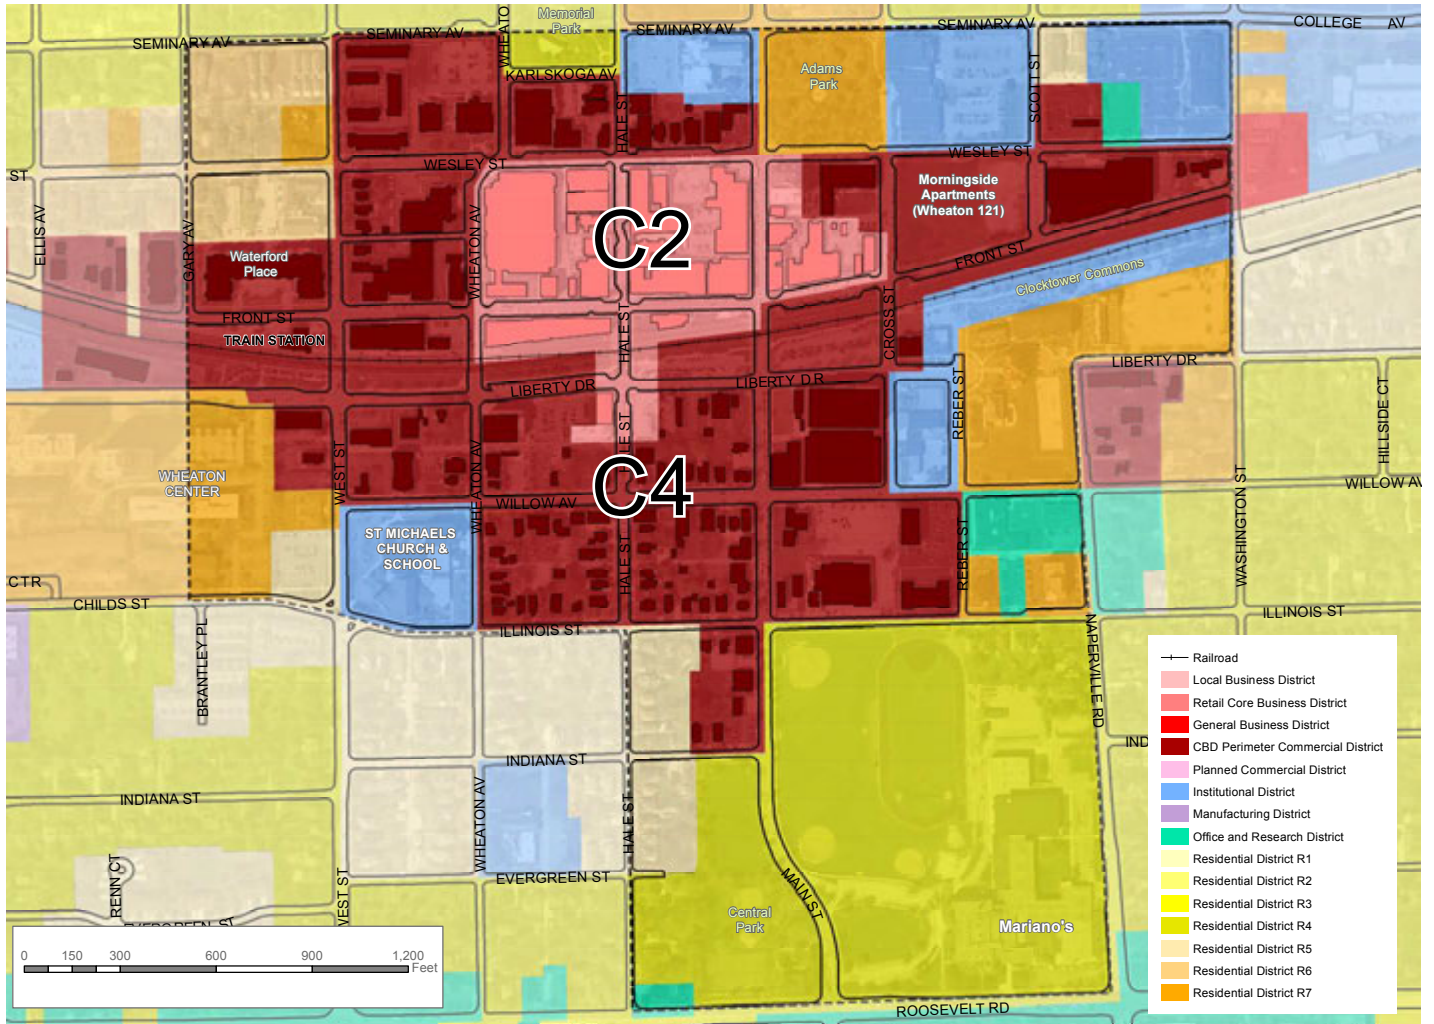 SEMINARY AV
SEMINARY AV
WHEATO
Memorial
Park
SEMINARY AV
SEMINARY AV
COLLEGE AV
KARLSKOGA AV
Adams
Park
SCOTT ST
HALE ST
WESLEY ST
WESLEY ST
ST
ELLIS AV
GARY AV
Waterford
Place
WHEATON AV
C2
Morningside
Apartments
(Wheaton 121)
FRONT ST
Clocktower Commons
FRONT ST
TRAIN STATION
HALE ST
CROSS ST
LIBERTY DR
LIBERTY DR
LIBERTY DR
REBER ST
HILLSIDE CT
WHEATON
CENTER
WEST ST
WHEATON AV
HALE ST
C4
WILLOW AV
WILLOW AV
WASHINGTON ST
ST MICHAELS
CHURCH &
SCHOOL
HALE ST
REBER ST
CTR
CHILDS ST
ILLINOIS ST
ILLINOIS ST
BRANTLEY PL
NAPERVILLE RD
IND
INDIANA ST
INDIANA ST
WHEATON AV
HALE ST
RENN CT
EVERGREEN ST
EVERGREEN ST
VEST ST
MAIN ST
Central
Park
Mariano's
ROOSEVELT RD
0 150 300 600 900 1,200
Feet
Railroad
Local Business District
Retail Core Business District
General Business District
CBD Perimeter Commercial District
Planned Commercial District
Institutional District
Manufacturing District
Office and Research District
Residential District R1
Residential District R2
Residential District R3
Residential District R4
Residential District R5
Residential District R6
Residential District R7